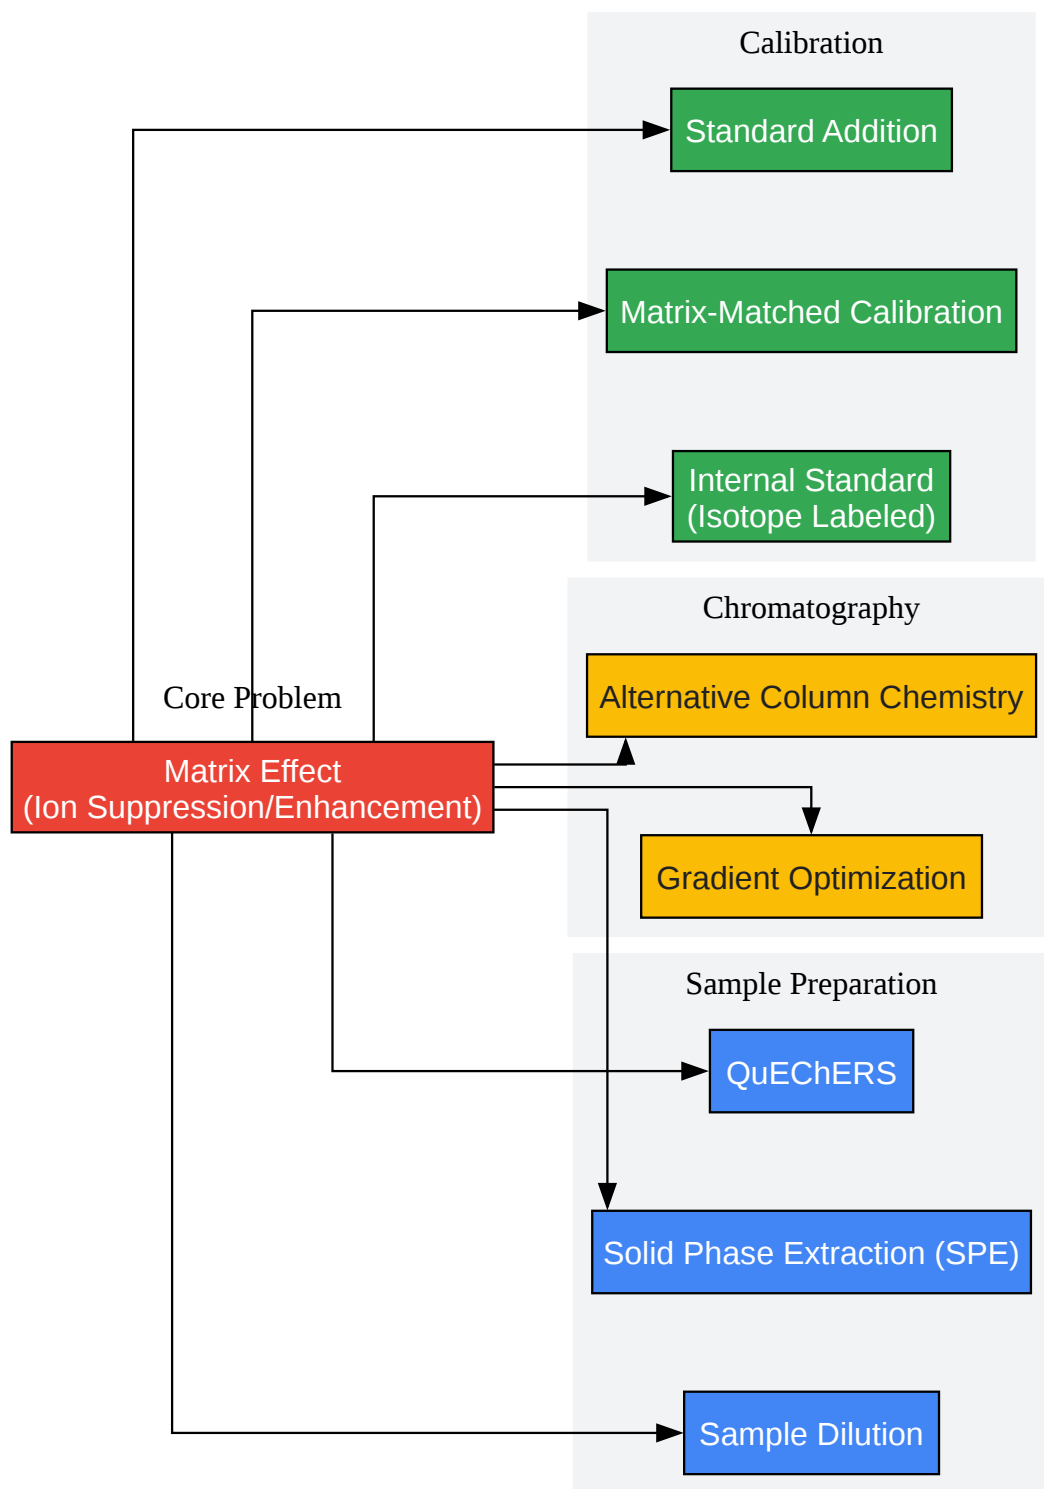 Calibration
Standard Addition
Matrix-Matched Calibration
Internal Standard
(Isotope Labeled)
Chromatography
Alternative Column Chemistry
Core Problem
Matrix Effect
(Ion Suppression/Enhancement)
Gradient Optimization
Sample Preparation
QuEChERS
Solid Phase Extraction (SPE)
Sample Dilution